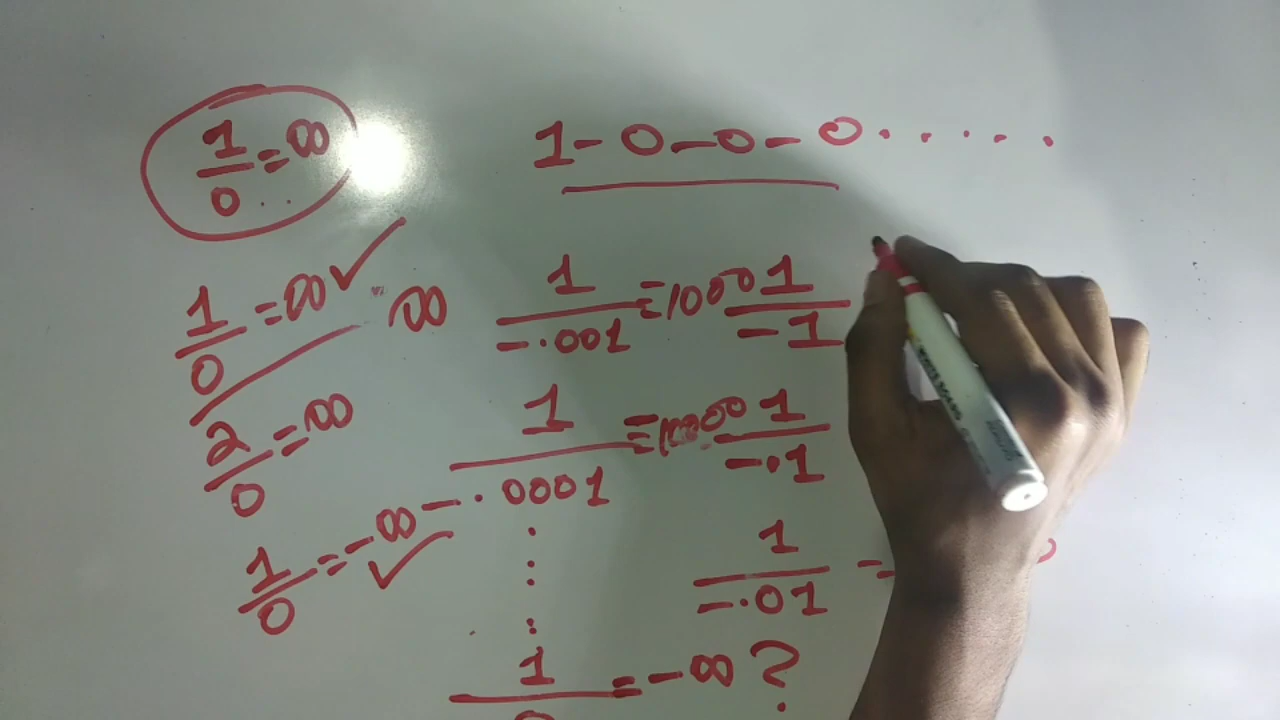 1/0 = ∞
1 - 0 - 0 - 0 . . . . . .
1/0 = ∞ ✓
∞
2/0 = ∞
1/0 = -∞ ✓
1/-.001 = 1000
1/-.0001 =
1/0 = -∞ ?
1/-1
1/-.1
1/-.01 =